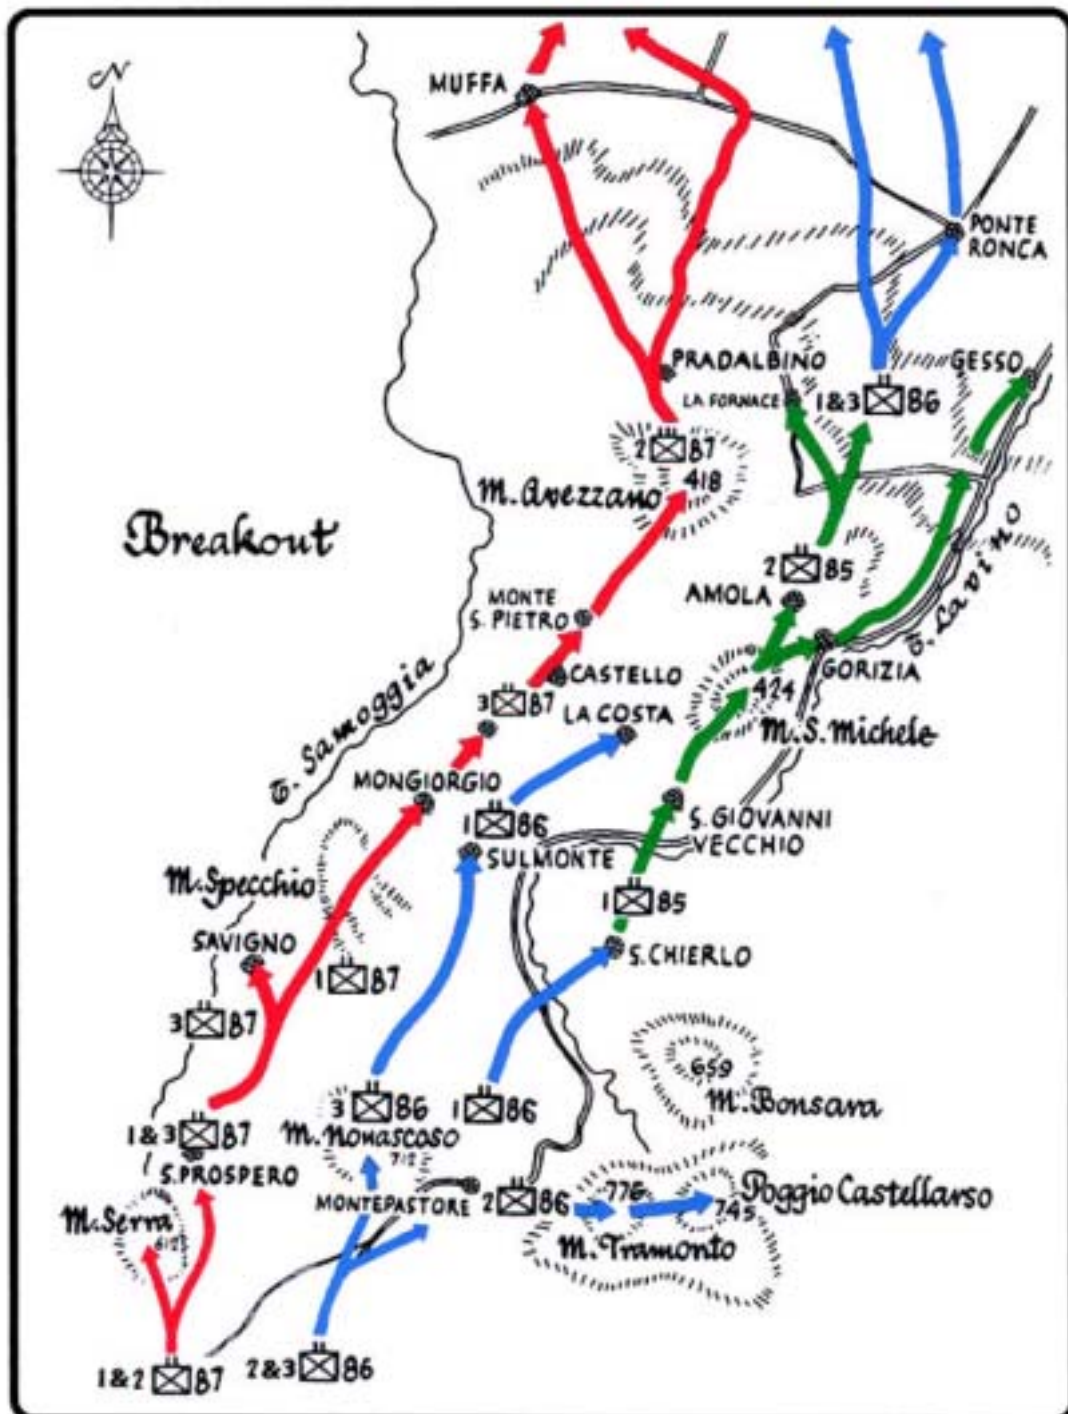 N
MUFFA
PONTE
RONCA
PRADALBINO
GESSO
LA FORNACE
1&3 86
2 87
M. Avezzano 418
Breakout
2 85
MONTE
S. PIETRO
AMOLA
T. Lavino
GORIZIA
CASTELLO
424
3 87
LA COSTA
M. S. Michele
T. Samoggia
MONGIORGIO
1 86
S. GIOVANNI
VECCHIO
SULMONTE
M. Specchio
1 85
SAVIGNO
S. CHIERLO
1 87
3 87
659
M. Bonsara
3 86
1 86
1&3 87
M. Nonascoso
712
S. PROSPERO
MONTEPASTORE
2 86
776
745
Poggio Castellarso
M. Serra
612
M. Tramonto
1&2 87
2&3 86